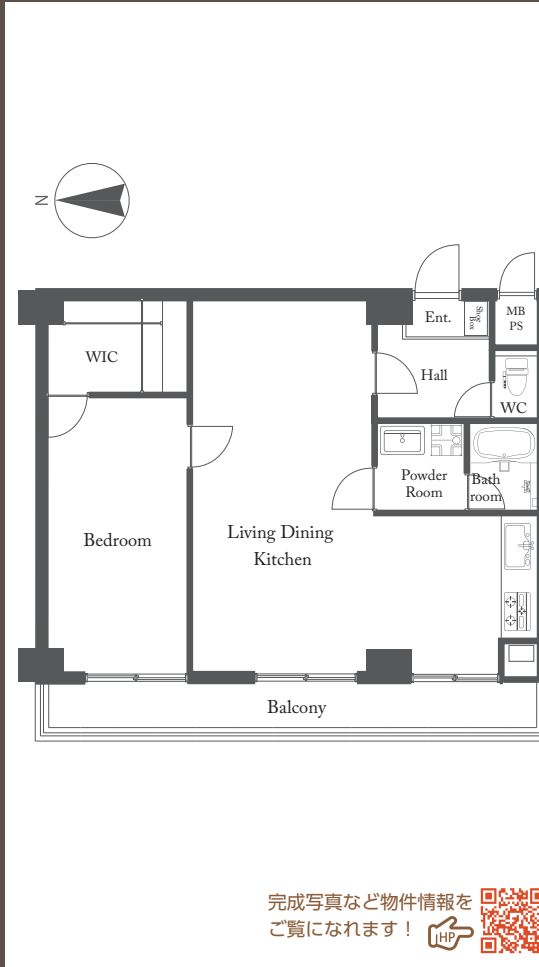 N
MB
PS
Ent.
Shoe
Box
WIC
Hall
WC
Powder
Room
Bath
room
Bedroom
Living Dining
Kitchen
Balcony
完成写真など物件情報を
ご覧になれます！
HP